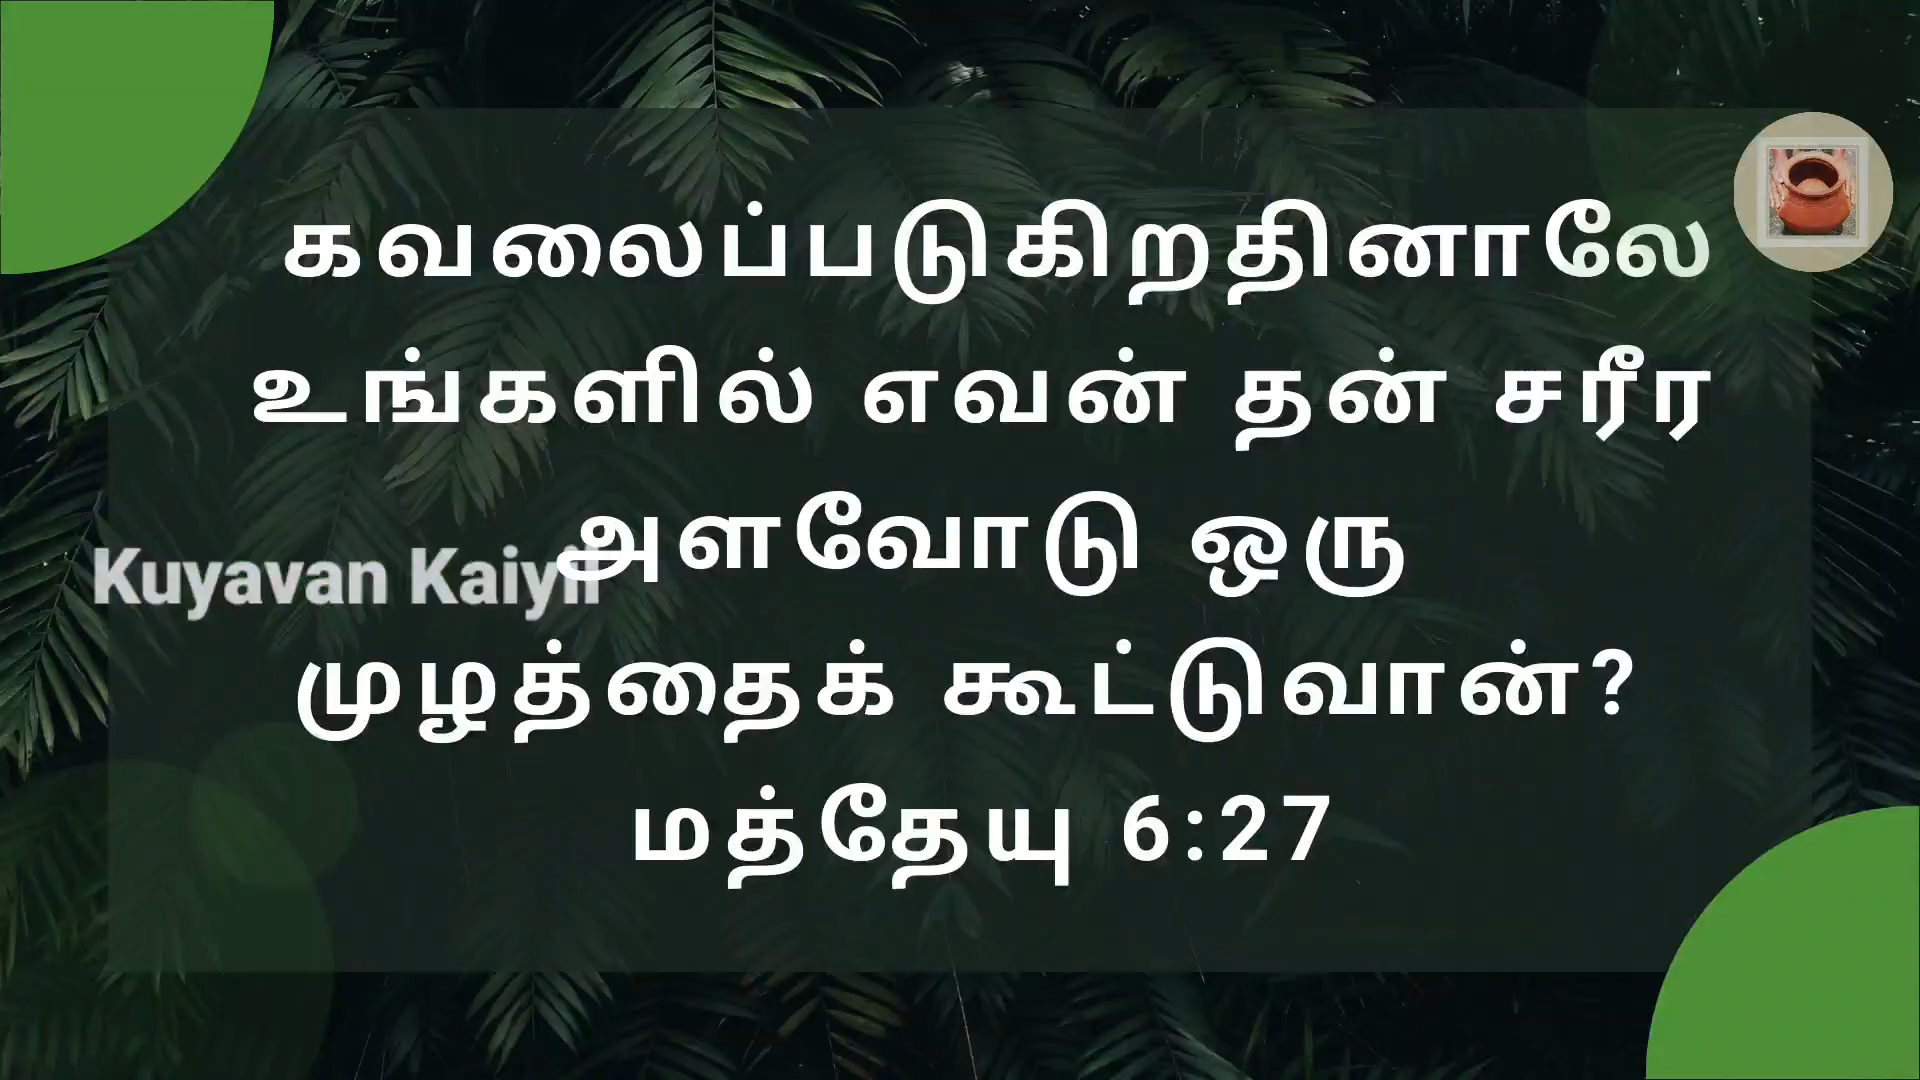 கவலைப்படுகிறதினாலே
உங்களில் எவன் தன் சரீர
அளவோடு ஒரு
Kuyavan Kaiyil
முழத்தைக் கூட்டுவான்?
மத்தேயு 6:27